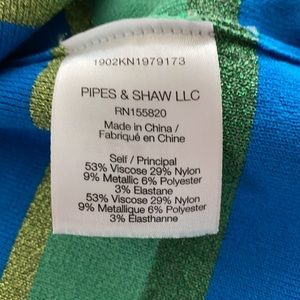 1902KN1979173
PIPES & SHAW LLC
RN155820
Made in China /
Fabriqué en Chine
Self / Principal
53% Viscose 29% Nylon
9% Metallic 6% Polyester
3% Elastane
53% Viscose 29% Nylon
9% Metallique 6% Polyester
3% Elasthanne